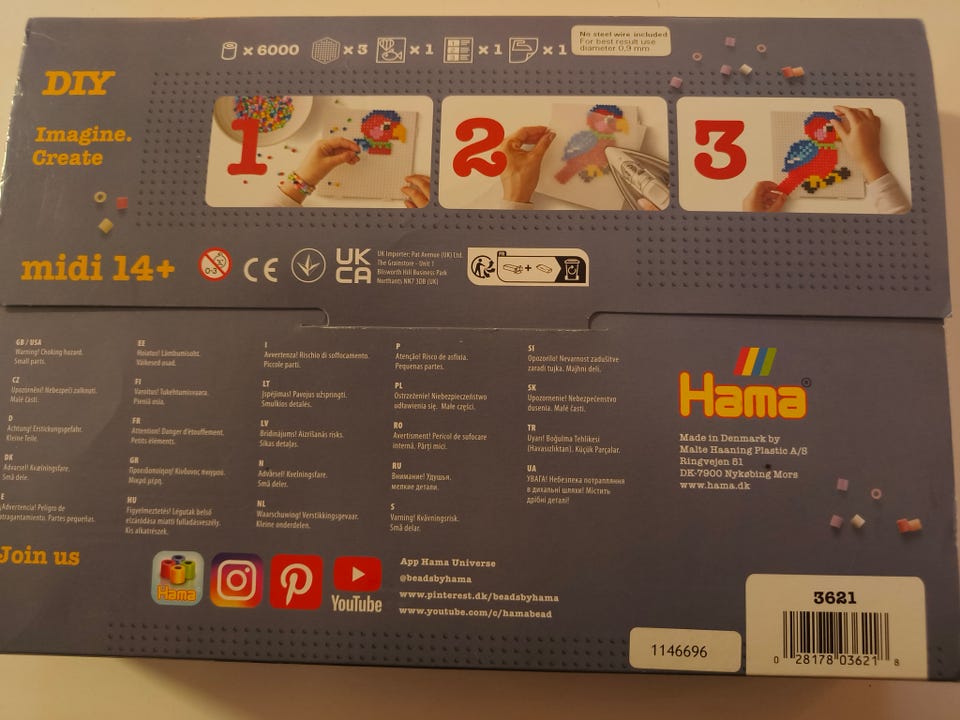 x 6000 x 3 x 1 x 1 x 1
No steel wire included
For best result use
diameter 0,9 mm
DIY
Imagine.
Create
1 2 3
midi 14+
0-3
CE
UK
CA
UK Importer: Pat Avenue (UK) Ltd.
The Grainstore - Unit 1
Blisworth Hill Business Park
Northants NN7 3DB (UK)
FR
+
GB / USA
Warning! Choking hazard.
Small parts.
CZ
Upozornění! Nebezpečí zalknutí.
Malé části.
D
Achtung! Erstickungsgefahr.
Kleine Teile.
DK
Advarsel! Kvælningsfare.
Små dele.
E
¡Advertencia! Peligro de
atragantamiento. Partes pequeñas.
EE
Hoiatus! Lämbumisoht.
Väikesed osad.
FI
Varoitus! Tukehtumisvaara.
Pieniä osia.
FR
Attention! Danger d'étouffement.
Petits éléments.
GR
Προειδοποίηση! Κίνδυνος πνιγμού.
Μικρά μέρη.
HU
Figyelmeztetés! Légutak belső
elzáródása miatti fulladásveszély.
Kis alkatrészek.
I
Avvertenza! Rischio di soffocamento.
Piccole parti.
LT
Įspėjimas! Pavojus užspringti.
Smulkios detalės.
LV
Brīdinājums! Aizrīšanās risks.
Sīkas detaļas.
N
Advarsel! Kvelningsfare.
Små deler.
NL
Waarschuwing! Verstikkingsgevaar.
Kleine onderdelen.
P
Atenção! Risco de asfixia.
Pequenas partes.
PL
Ostrzeżenie! Niebezpieczeństwo
udławienia się. Małe części.
RO
Avertisment! Pericol de sufocare
internă. Părți mici.
RU
Внимание! Удушья,
мелкие детали.
S
Varning! Kvävningsrisk.
Små delar.
SI
Opozorilo! Nevarnost zadušitve
zaradi tujka. Majhni deli.
SK
Upozornenie! Nebezpečenstvo
dusenia. Malé časti.
TR
Uyarı! Boğulma Tehlikesi
(Havasızlıktan). Küçük Parçalar.
UA
УВАГА! Небезпека потрапляння
в дихальні шляхи! Містить
дрібні деталі!
Hama®
Made in Denmark by
Malte Haaning Plastic A/S
Ringvejen 51
DK-7900 Nykøbing Mors
www.hama.dk
Join us
Hama
YouTube
App Hama Universe
@beadsbyhama
www.pinterest.dk/beadsbyhama
www.youtube.com/c/hamabead
1146696
3621
0 28178 03621 8